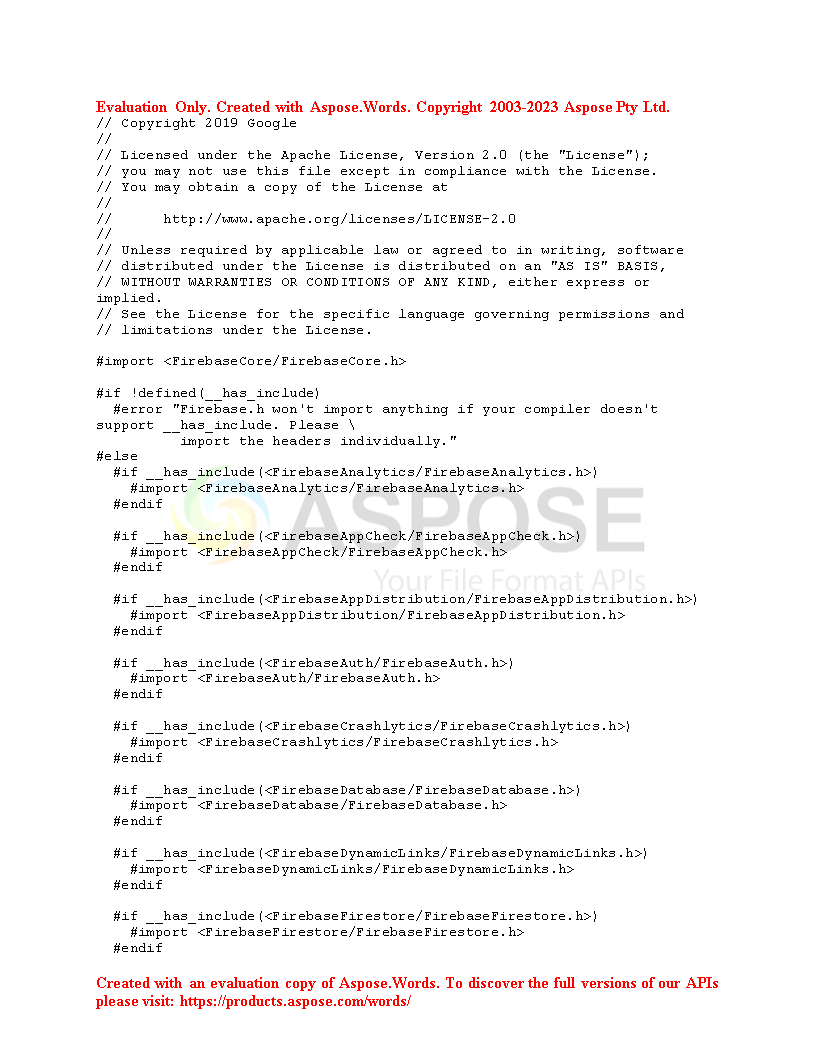 Evaluation Only. Created with Aspose.Words. Copyright 2003-2023 Aspose Pty Ltd.
// Copyright 2019 Google
//
// Licensed under the Apache License, Version 2.0 (the "License");
// you may not use this file except in compliance with the License.
// You may obtain a copy of the License at
//
//      http://www.apache.org/licenses/LICENSE-2.0
//
// Unless required by applicable law or agreed to in writing, software
// distributed under the License is distributed on an "AS IS" BASIS,
// WITHOUT WARRANTIES OR CONDITIONS OF ANY KIND, either express or
implied.
// See the License for the specific language governing permissions and
// limitations under the License.

#import <FirebaseCore/FirebaseCore.h>

#if !defined(__has_include)
  #error "Firebase.h won't import anything if your compiler doesn't
support __has_include. Please \
          import the headers individually."
#else
  #if __has_include(<FirebaseAnalytics/FirebaseAnalytics.h>)
    #import <FirebaseAnalytics/FirebaseAnalytics.h>
  #endif

  #if __has_include(<FirebaseAppCheck/FirebaseAppCheck.h>)
    #import <FirebaseAppCheck/FirebaseAppCheck.h>
  #endif

  #if __has_include(<FirebaseAppDistribution/FirebaseAppDistribution.h>)
    #import <FirebaseAppDistribution/FirebaseAppDistribution.h>
  #endif

  #if __has_include(<FirebaseAuth/FirebaseAuth.h>)
    #import <FirebaseAuth/FirebaseAuth.h>
  #endif

  #if __has_include(<FirebaseCrashlytics/FirebaseCrashlytics.h>)
    #import <FirebaseCrashlytics/FirebaseCrashlytics.h>
  #endif

  #if __has_include(<FirebaseDatabase/FirebaseDatabase.h>)
    #import <FirebaseDatabase/FirebaseDatabase.h>
  #endif

  #if __has_include(<FirebaseDynamicLinks/FirebaseDynamicLinks.h>)
    #import <FirebaseDynamicLinks/FirebaseDynamicLinks.h>
  #endif

  #if __has_include(<FirebaseFirestore/FirebaseFirestore.h>)
    #import <FirebaseFirestore/FirebaseFirestore.h>
  #endif

ASPOSE
Your File Format APIs
Created with an evaluation copy of Aspose.Words. To discover the full versions of our APIs
please visit: https://products.aspose.com/words/